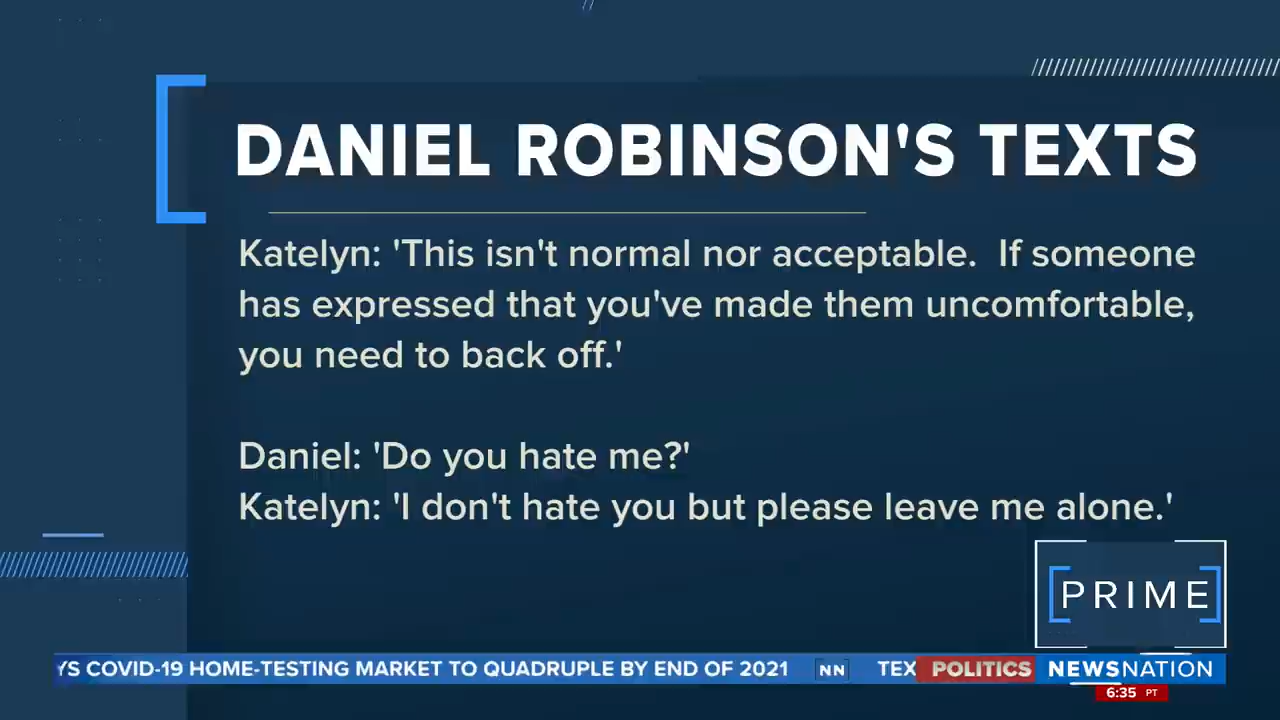 DANIEL ROBINSON'S TEXTS
Katelyn: 'This isn't normal nor acceptable.  If someone
has expressed that you've made them uncomfortable,
you need to back off.'
Daniel: 'Do you hate me?'
Katelyn: 'I don't hate you but please leave me alone.'
PRIME
YS COVID-19 HOME-TESTING MARKET TO QUADRUPLE BY END OF 2021 NN TEX POLITICS NEWSNATION
6:35 PT